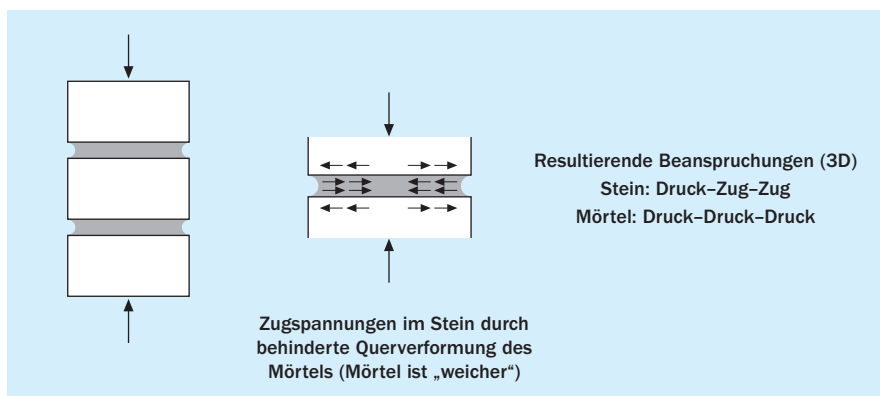 Resultierende Beanspruchungen (3D)
Stein: Druck–Zug–Zug
Mörtel: Druck–Druck–Druck
Zugspannungen im Stein durch
behinderte Querverformung des
Mörtels (Mörtel ist „weicher“)